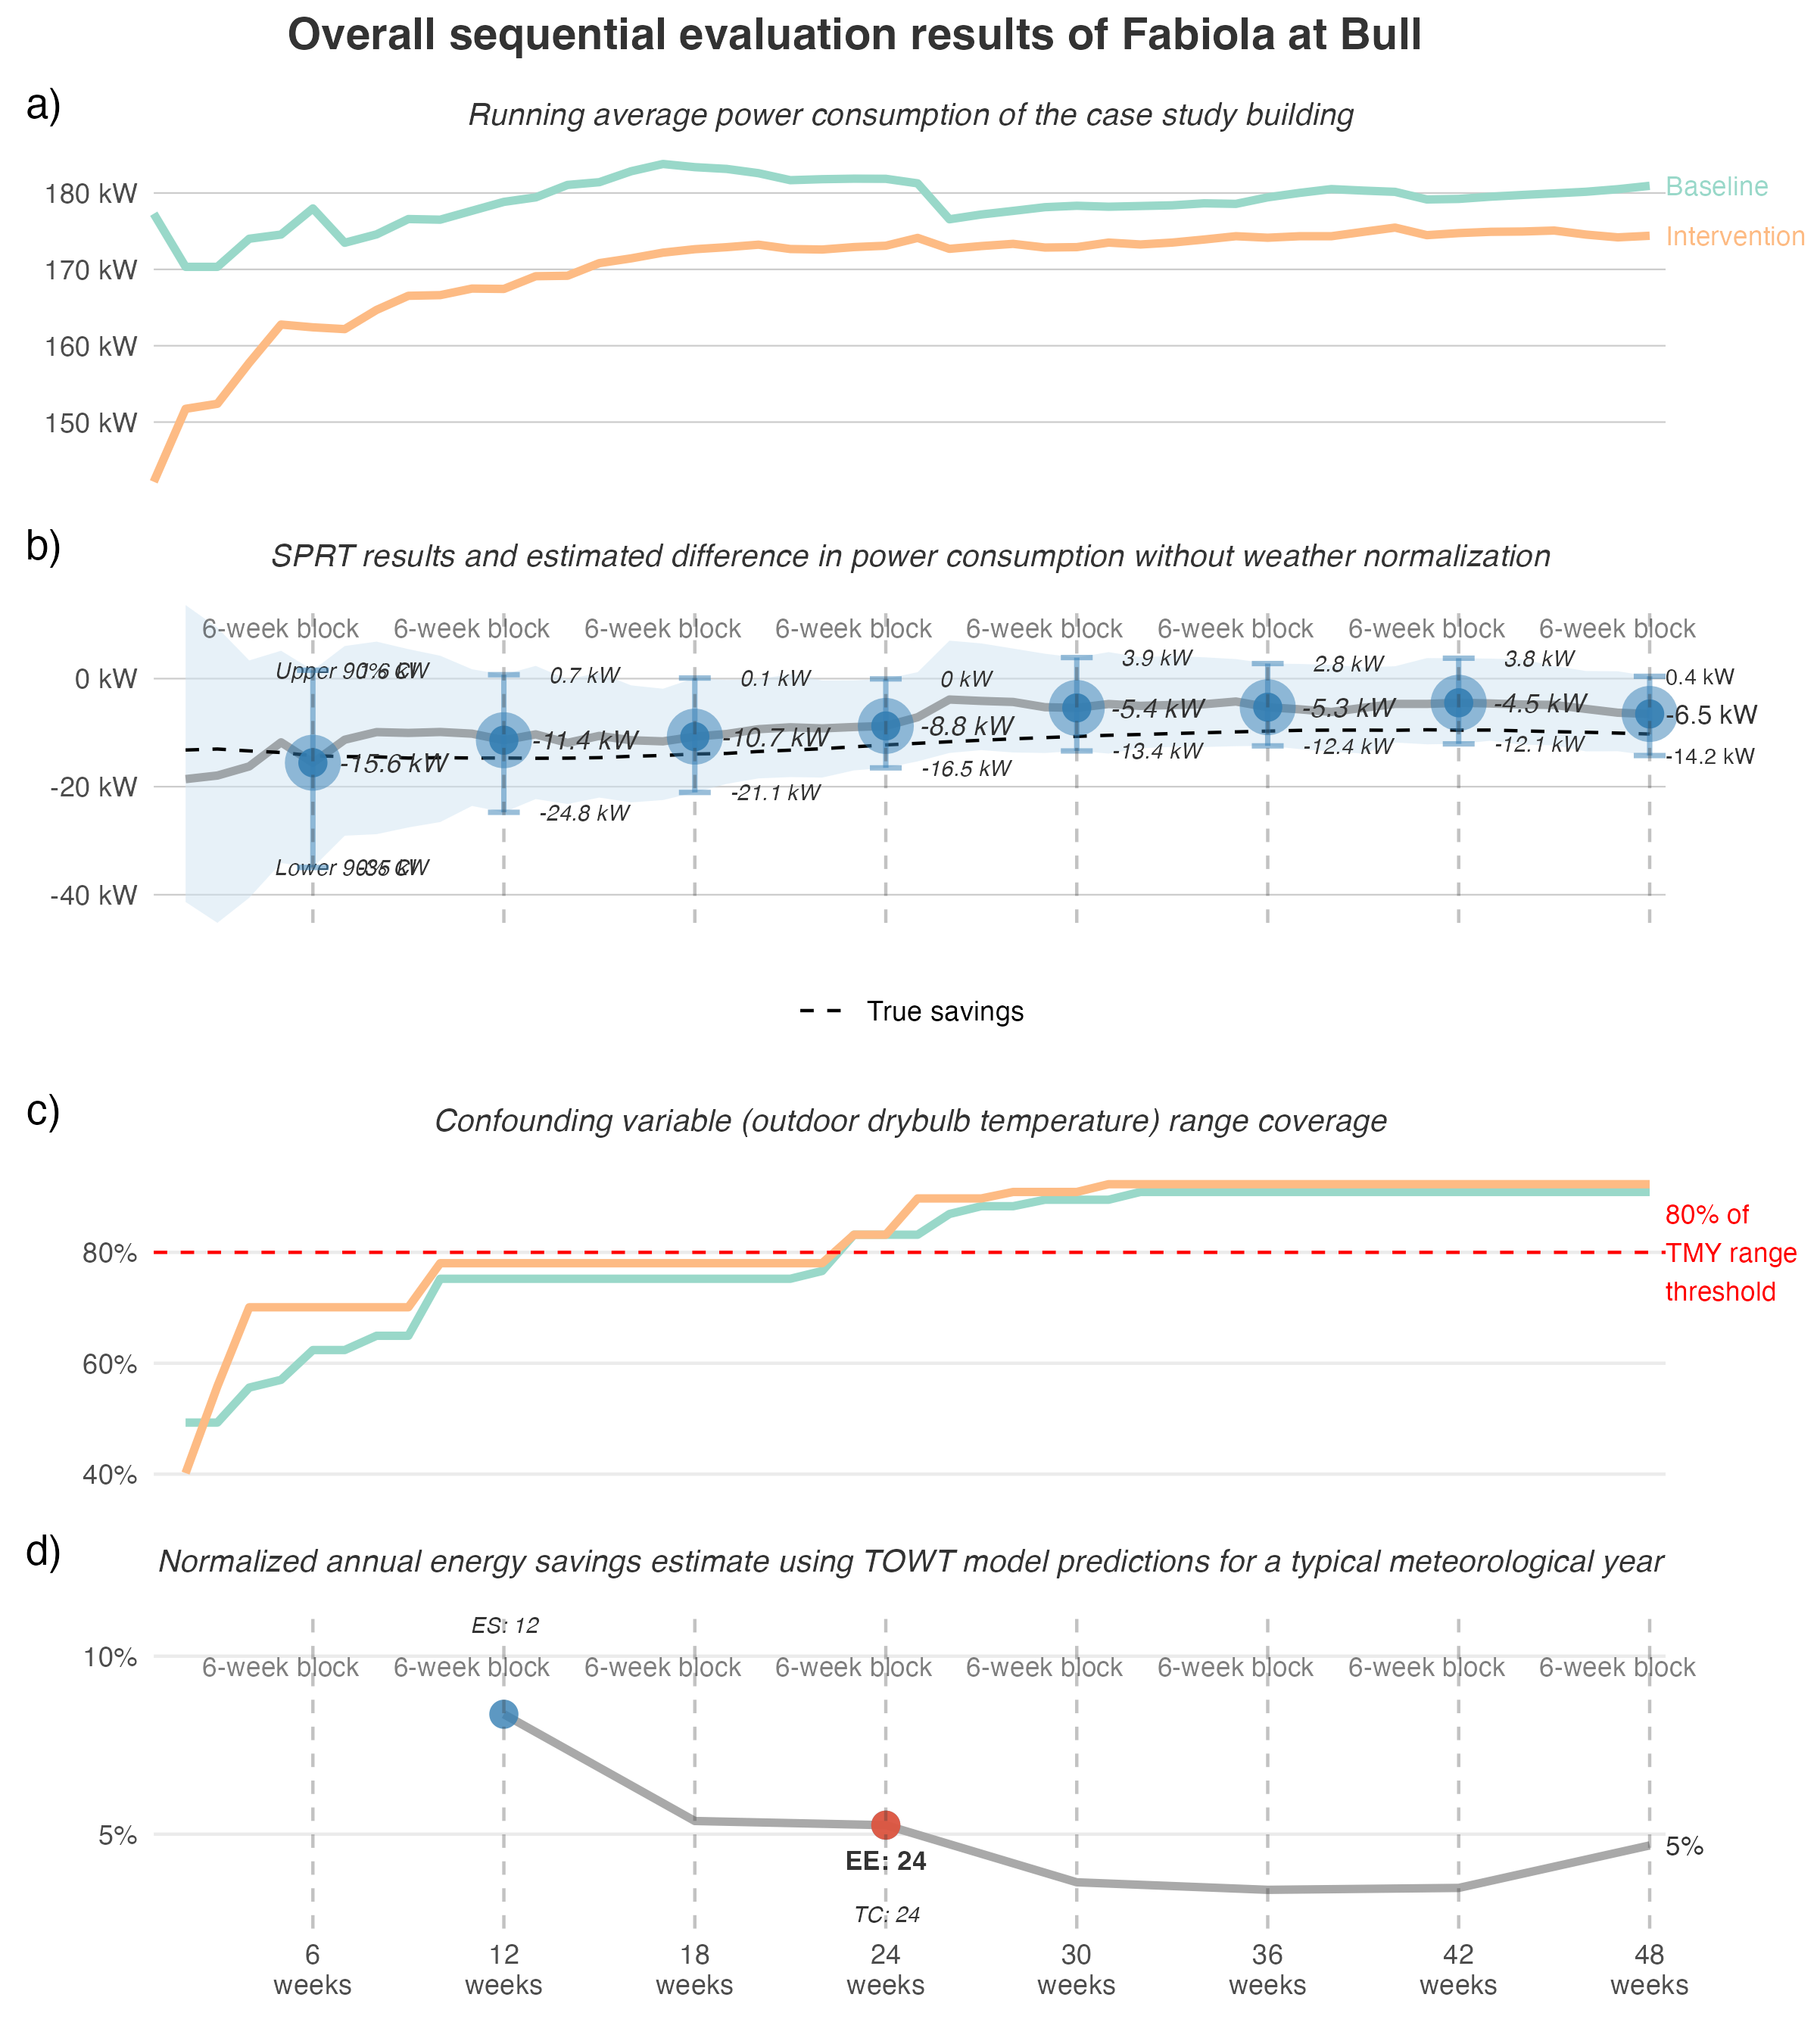 Overall sequential evaluation results of Fabiola at Bull
a)
Running average power consumption of the case study building
180 kW
170 kW
160 kW
150 kW
Baseline
Intervention
b)
SPRT results and estimated difference in power consumption without weather normalization
6-week block 6-week block 6-week block 6-week block 6-week block 6-week block 6-week block 6-week block
0 kW
-20 kW
-40 kW
Upper 90% CI 0.7 kW 0.1 kW 0 kW 3.9 kW 2.8 kW 3.8 kW 0.4 kW
-15.6 kW -11.4 kW -10.7 kW -8.8 kW -5.4 kW -5.3 kW -4.5 kW -6.5 kW
Lower 90% CI -24.8 kW -21.1 kW -16.5 kW -13.4 kW -12.4 kW -12.1 kW -14.2 kW
True savings
c)
Confounding variable (outdoor drybulb temperature) range coverage
80%
60%
40%
80% of
TMY range
threshold
d)
Normalized annual energy savings estimate using TOWT model predictions for a typical meteorological year
ES: 12
10%
6-week block 6-week block 6-week block 6-week block 6-week block 6-week block 6-week block 6-week block
5%
5%
EE: 24
TC: 24
6 12 18 24 30 36 42 48
weeks weeks weeks weeks weeks weeks weeks weeks